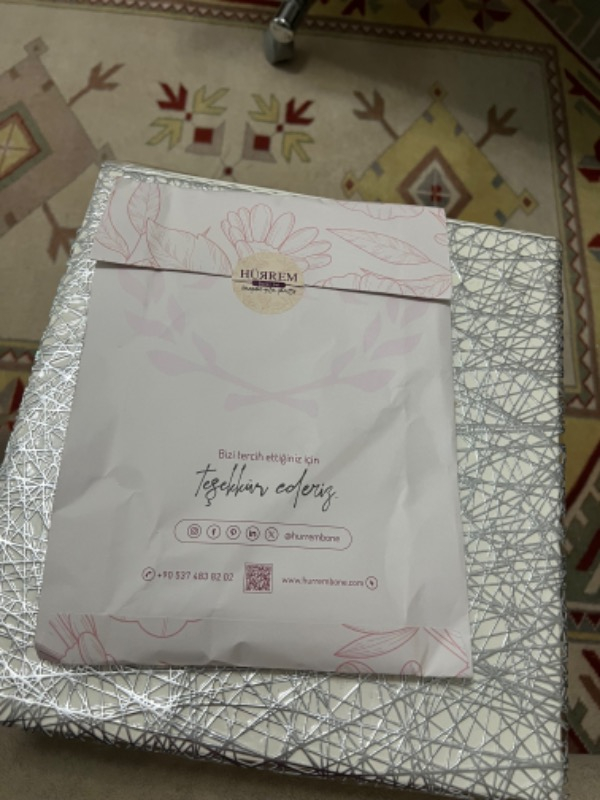 HÜRREM
Bizi tercih ettiğiniz için
Teşekkür ederiz.
@hurrembone
+90 537 483 82 02
www.hurrembone.com